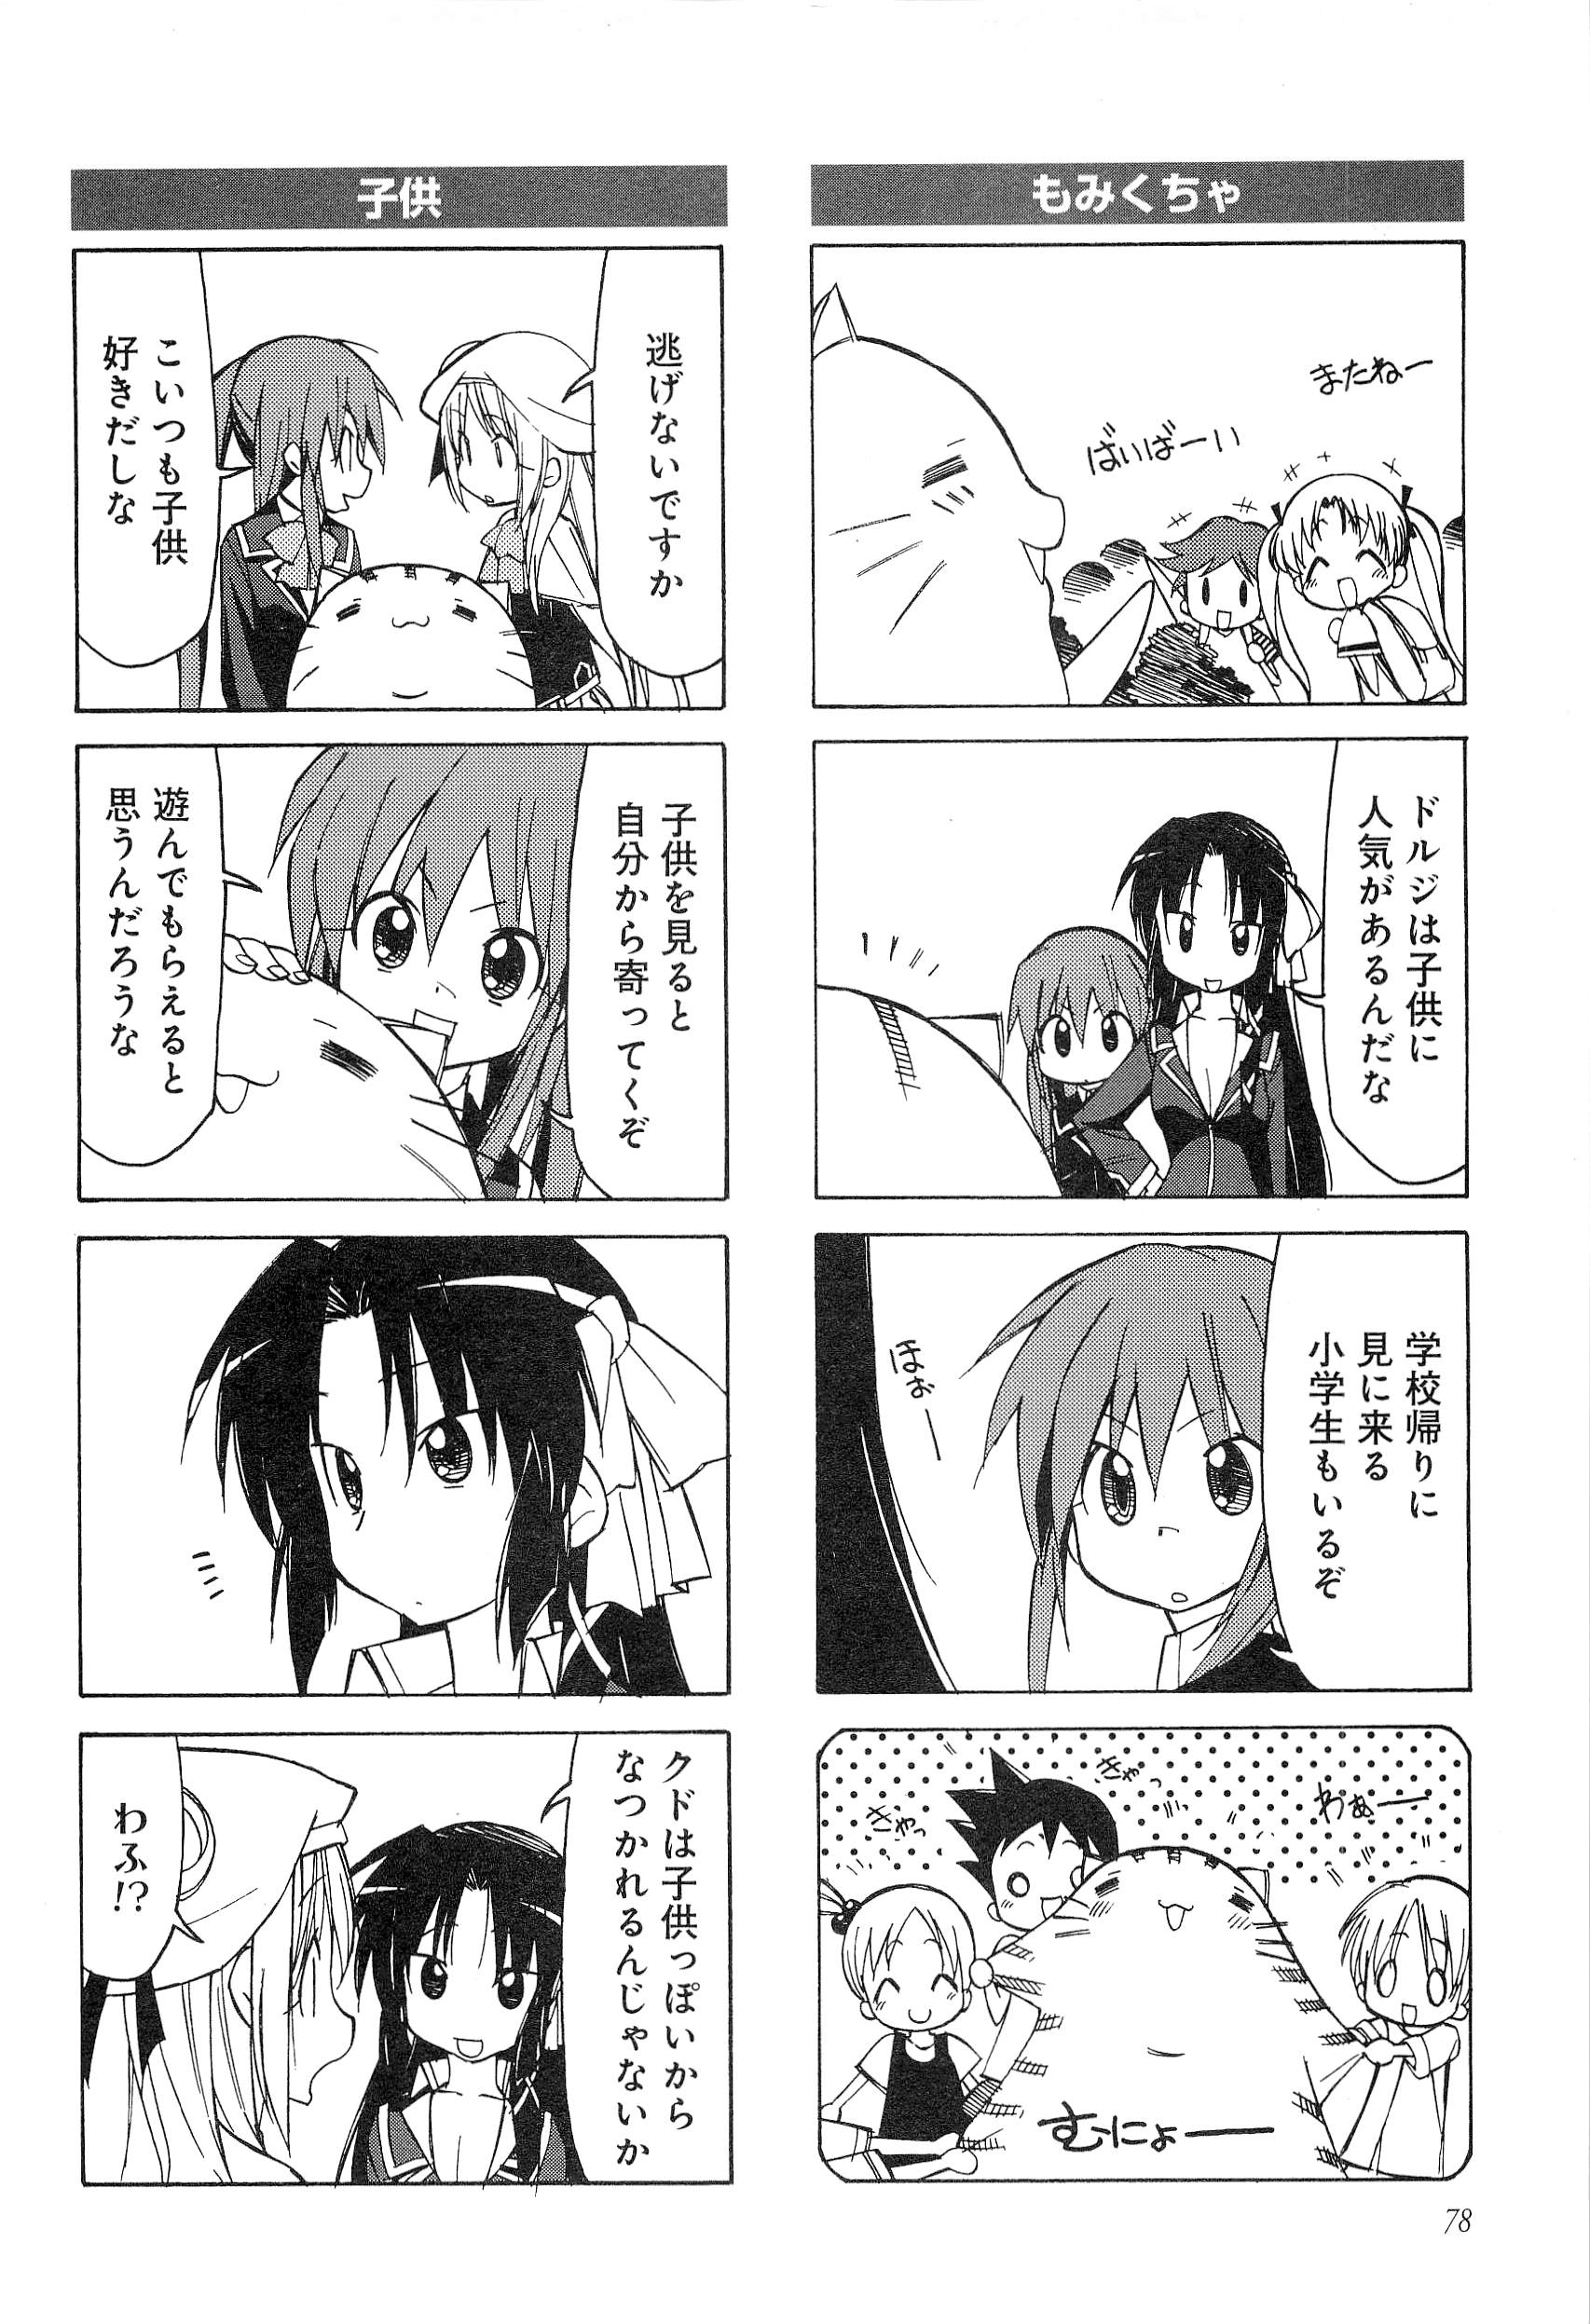 もみくちゃ
またねー
ばいばーい
ドルジは子供に
人気があるんだな
学校帰りに
見に来る
小学生もいるぞ
ほぉー
わぁー
きゃっ
きゃっ
むにょー
子供
逃げないですか
こいつも子供
好きだしな
子供を見ると
自分から寄ってくぞ
遊んでもらえると
思うんだろうな
クドは子供っぽいから
なつかれるんじゃないか
わふ!?
78